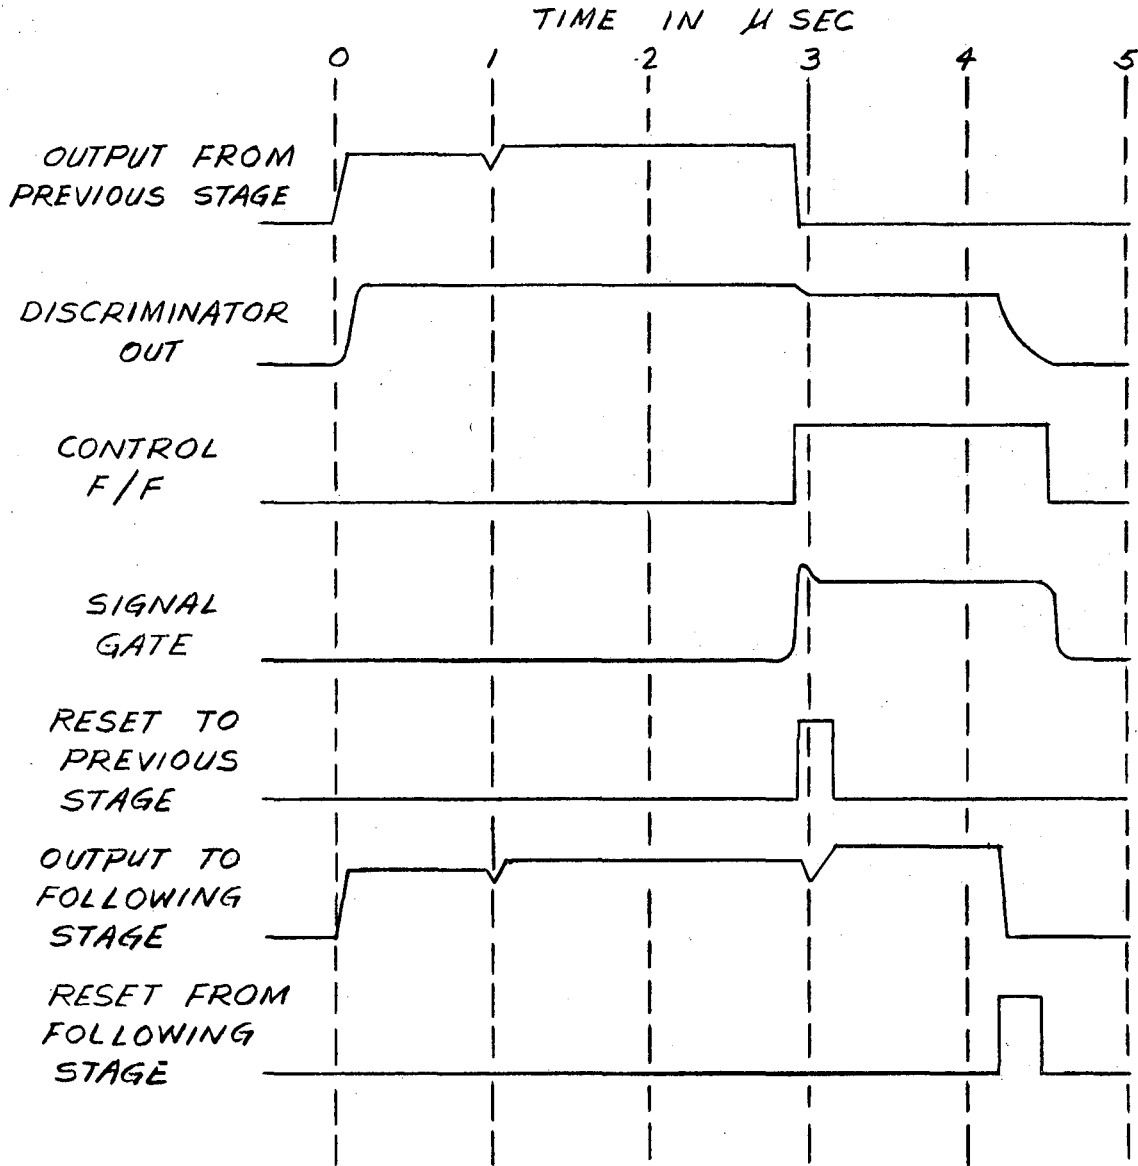 TIME IN μ SEC
0 1 2 3 4 5
OUTPUT FROM
PREVIOUS STAGE
DISCRIMINATOR
OUT
CONTROL
F/F
SIGNAL
GATE
RESET TO
PREVIOUS
STAGE
OUTPUT TO
FOLLOWING
STAGE
RESET FROM
FOLLOWING
STAGE